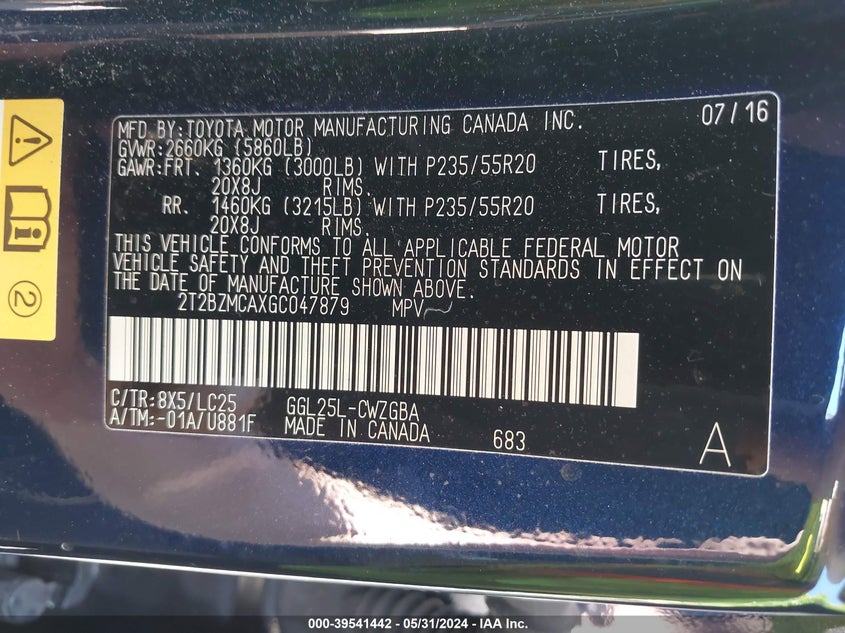 MFD BY:TOYOTA MOTOR MANUFACTURING CANADA INC. 07/16
GVWR:2660KG (5860LB)
GAWR:FRT. 1360KG (3000LB) WITH P235/55R20 TIRES,
20X8J RIMS.
RR. 1460KG (3215LB) WITH P235/55R20 TIRES,
20X8J RIMS.
THIS VEHICLE CONFORMS TO ALL APPLICABLE FEDERAL MOTOR
VEHICLE SAFETY AND THEFT PREVENTION STANDARDS IN EFFECT ON
THE DATE OF MANUFACTURE SHOWN ABOVE.
2T2BZMCAXGC047879 MPV
C/TR:8X5/LC25 GGL25L-CWZGBA
A/TM:-01A/U881F MADE IN CANADA 683 A
2
000-39541442 - 05/31/2024 - IAA Inc.